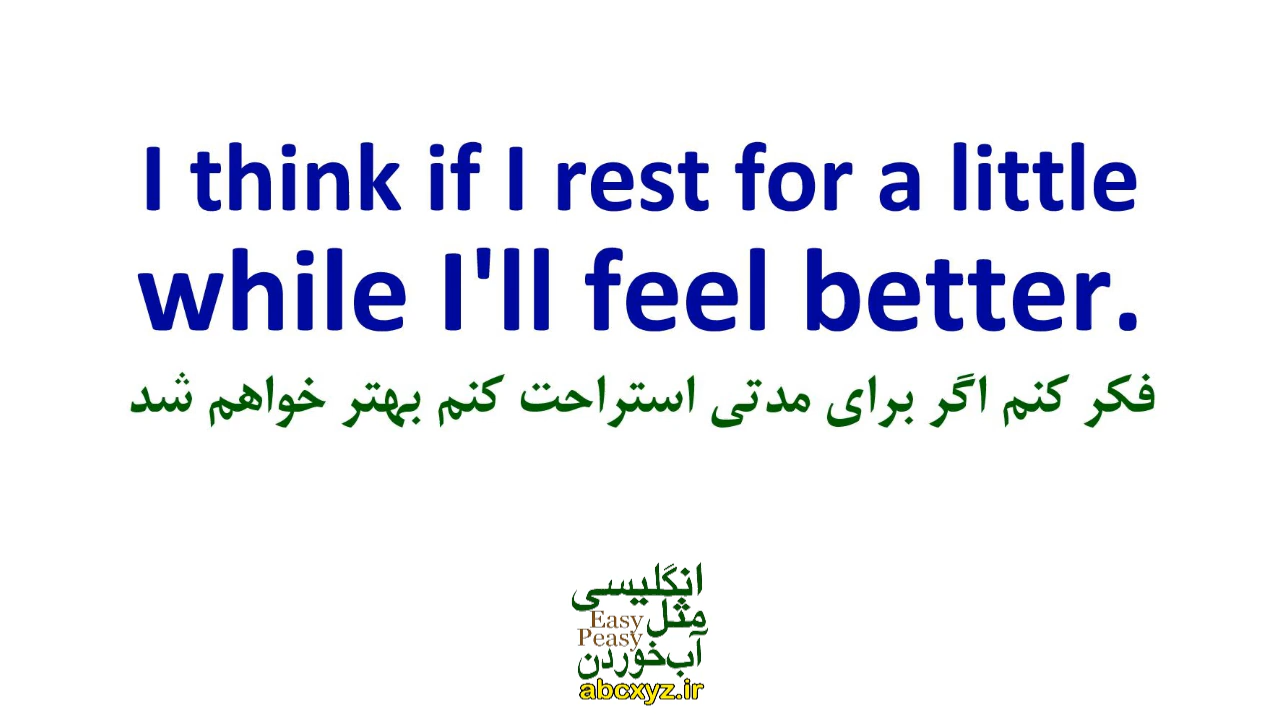 I think if I rest for a little
while I'll feel better.
فکر کنم اگر برای مدتی استراحت کنم بهتر خواهم شد
انگلیسی
مثل
Easy
Peasy
آب‌خوردن
abcxyz.ir